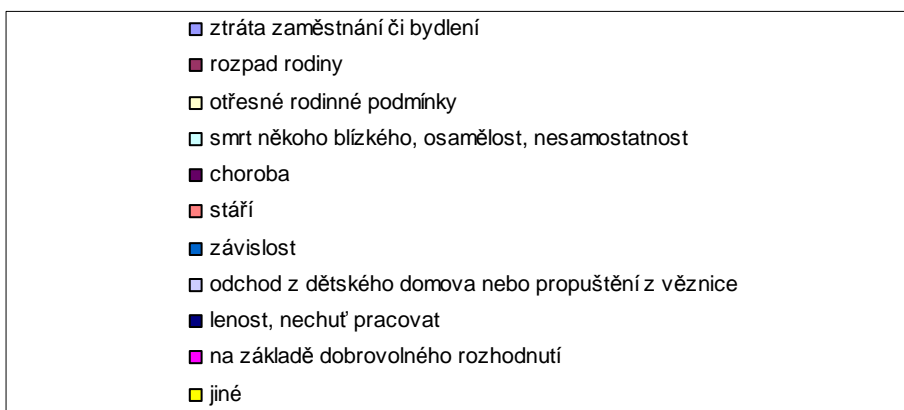 ztráta zaměstnání či bydlení
rozpad rodiny
otřesné rodinné podmínky
smrt někoho blízkého, osamělost, nesamostatnost
choroba
stáří
závislost
odchod z dětského domova nebo propuštění z věznice
lenost, nechuť pracovat
na základě dobrovolného rozhodnutí
jiné